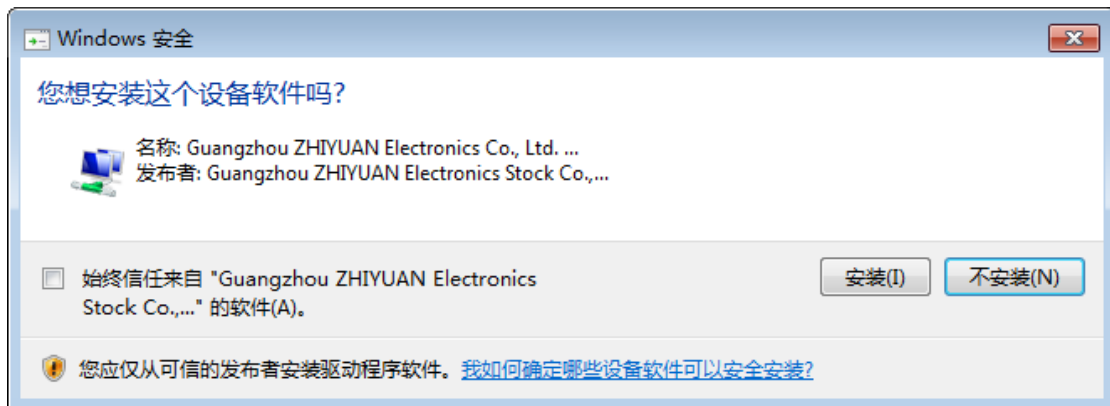 Windows 安全
您想安装这个设备软件吗?
名称: Guangzhou ZHIYUAN Electronics Co., Ltd. ...
发布者: Guangzhou ZHIYUAN Electronics Stock Co.,...
始终信任来自 "Guangzhou ZHIYUAN Electronics
Stock Co.,..." 的软件(A)。
安装(I)
不安装(N)
您应仅从可信的发布者安装驱动程序软件。我如何确定哪些设备软件可以安全安装?